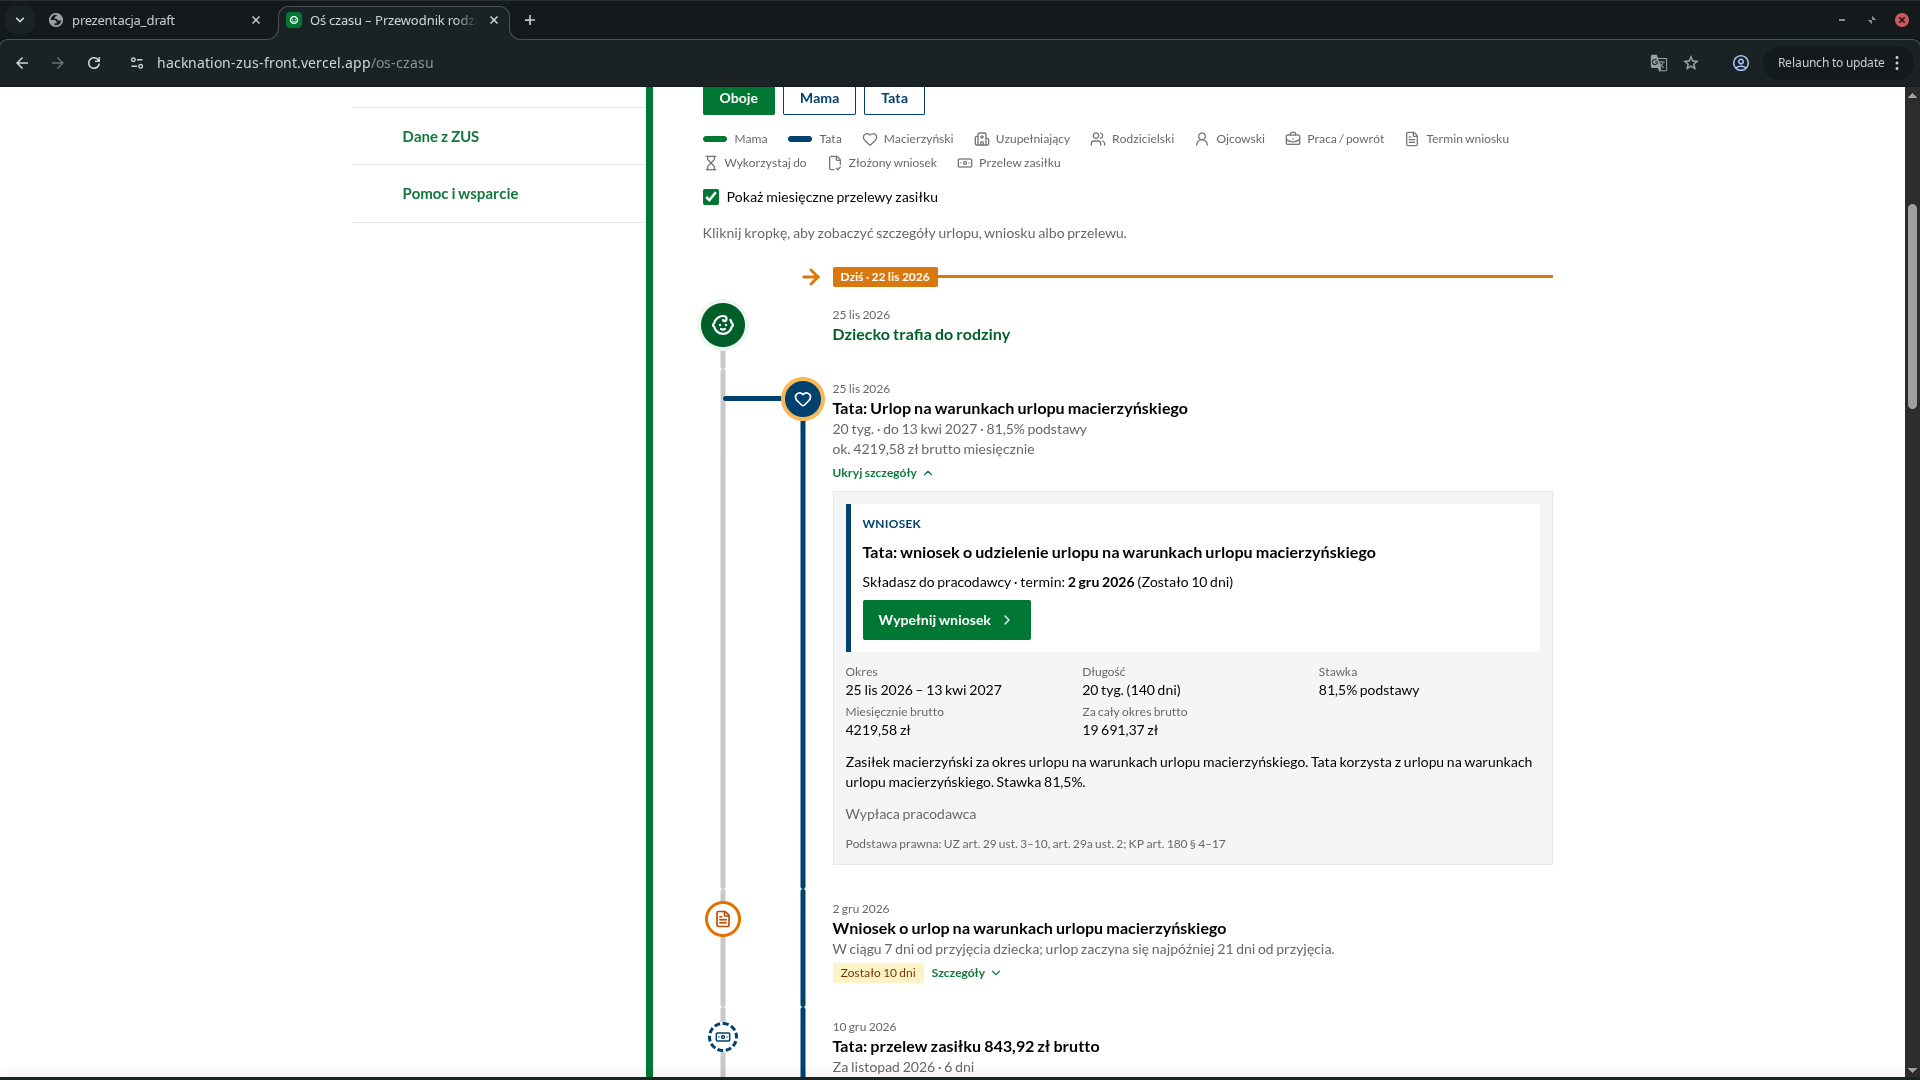 prezentacja_draft
Oś czasu – Przewodnik rodz
hacknation-zus-front.vercel.app/os-czasu
Relaunch to update
Dane z ZUS
Pomoc i wsparcie
Oboje
Mama
Tata
Mama Tata Macierzyński Uzupełniający Rodzicielski Ojcowski Praca / powrót Termin wniosku
Wykorzystaj do Złożony wniosek Przelew zasiłku
Pokaż miesięczne przelewy zasiłku
Kliknij kropkę, aby zobaczyć szczegóły urlopu, wniosku albo przelewu.
Dziś · 22 lis 2026
25 lis 2026
Dziecko trafia do rodziny
25 lis 2026
Tata: Urlop na warunkach urlopu macierzyńskiego
20 tyg. · do 13 kwi 2027 · 81,5% podstawy
ok. 4219,58 zł brutto miesięcznie
Ukryj szczegóły
WNIOSEK
Tata: wniosek o udzielenie urlopu na warunkach urlopu macierzyńskiego
Składasz do pracodawcy · termin: 2 gru 2026 (Zostało 10 dni)
Wypełnij wniosek
Okres Długość Stawka
25 lis 2026 – 13 kwi 2027 20 tyg. (140 dni) 81,5% podstawy
Miesięcznie brutto Za cały okres brutto
4219,58 zł 19 691,37 zł
Zasiłek macierzyński za okres urlopu na warunkach urlopu macierzyńskiego. Tata korzysta z urlopu na warunkach
urlopu macierzyńskiego. Stawka 81,5%.
Wypłaca pracodawca
Podstawa prawna: UZ art. 29 ust. 3–10, art. 29a ust. 2; KP art. 180 § 4–17
2 gru 2026
Wniosek o urlop na warunkach urlopu macierzyńskiego
W ciągu 7 dni od przyjęcia dziecka; urlop zaczyna się najpóźniej 21 dni od przyjęcia.
Zostało 10 dni Szczegóły
10 gru 2026
Tata: przelew zasiłku 843,92 zł brutto
Za listopad 2026 · 6 dni